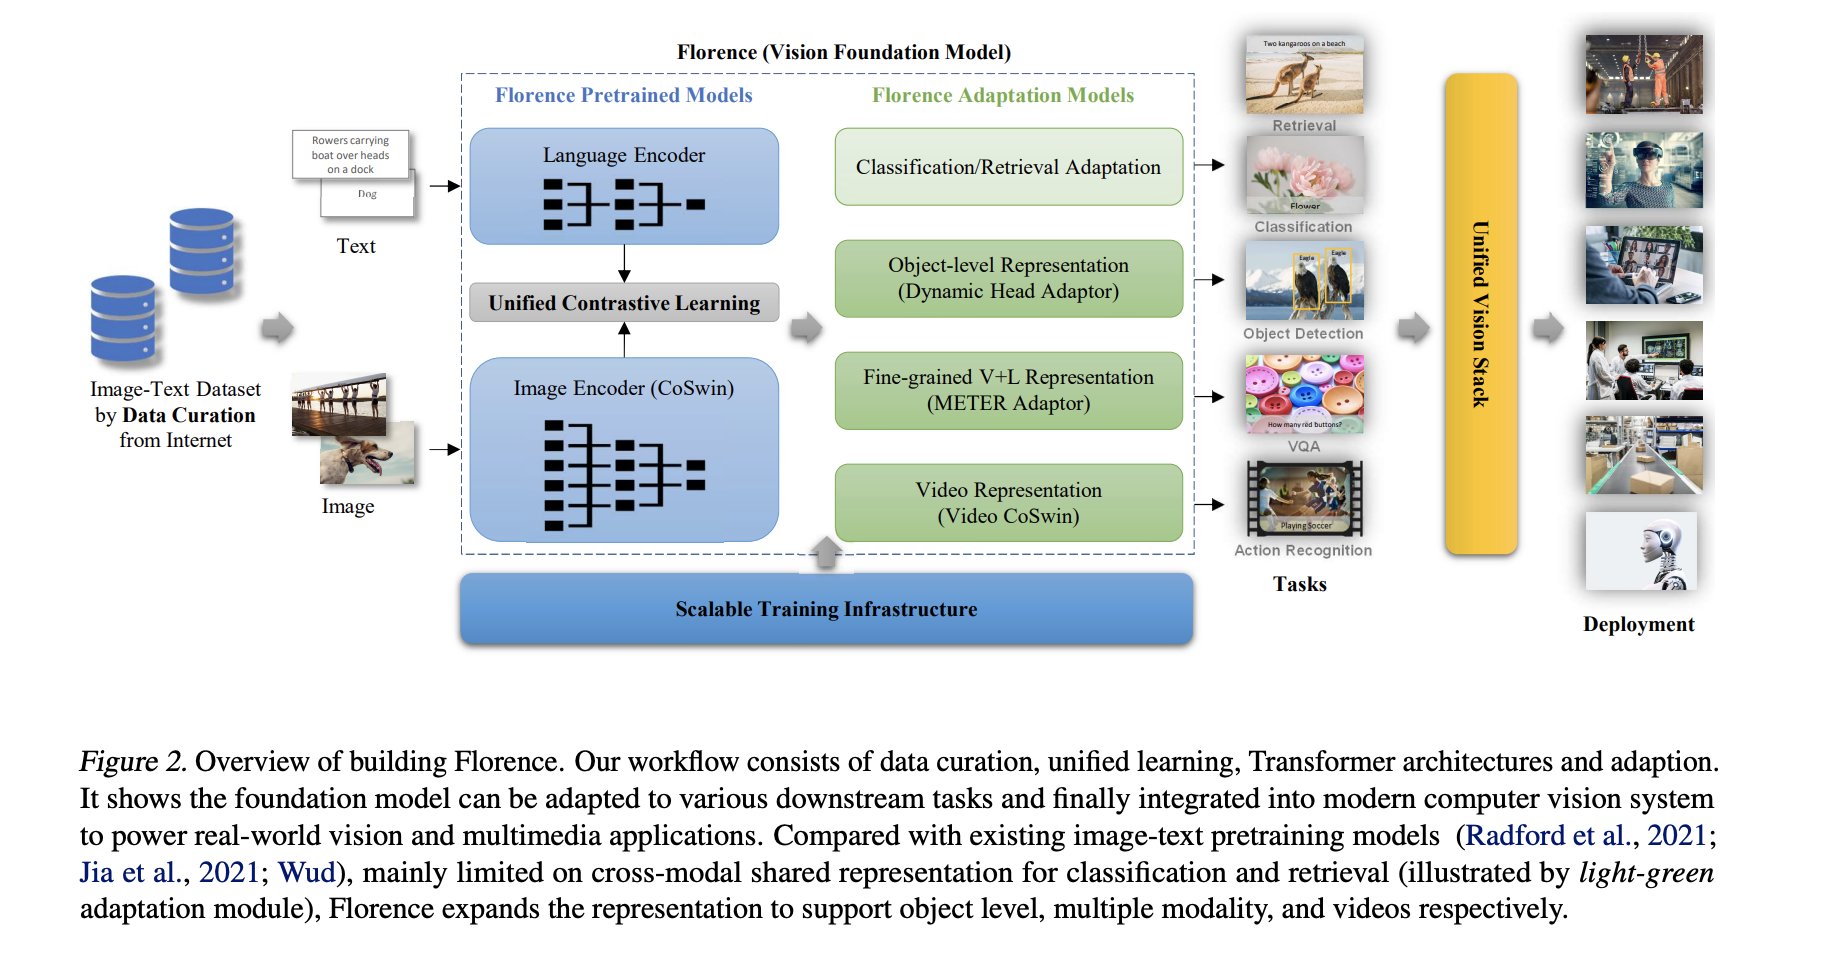 Florence (Vision Foundation Model)
Florence Pretrained Models
Florence Adaptation Models
Rowers carrying
boat over heads
on a dock
Dog
Text
Image-Text Dataset
by Data Curation
from Internet
Image
Language Encoder
Unified Contrastive Learning
Image Encoder (CoSwin)
Classification/Retrieval Adaptation
Object-level Representation
(Dynamic Head Adaptor)
Fine-grained V+L Representation
(METER Adaptor)
Video Representation
(Video CoSwin)
Scalable Training Infrastructure
Two kangaroos on a beach
Retrieval
Flower
Classification
Eagle
Eagle
Object Detection
How many red buttons?
VQA
Playing Soccer
Action Recognition
Tasks
Unified Vision Stack
Deployment
Figure 2. Overview of building Florence. Our workflow consists of data curation, unified learning, Transformer architectures and adaption.
It shows the foundation model can be adapted to various downstream tasks and finally integrated into modern computer vision system
to power real-world vision and multimedia applications. Compared with existing image-text pretraining models (Radford et al., 2021;
Jia et al., 2021; Wud), mainly limited on cross-modal shared representation for classification and retrieval (illustrated by light-green
adaptation module), Florence expands the representation to support object level, multiple modality, and videos respectively.